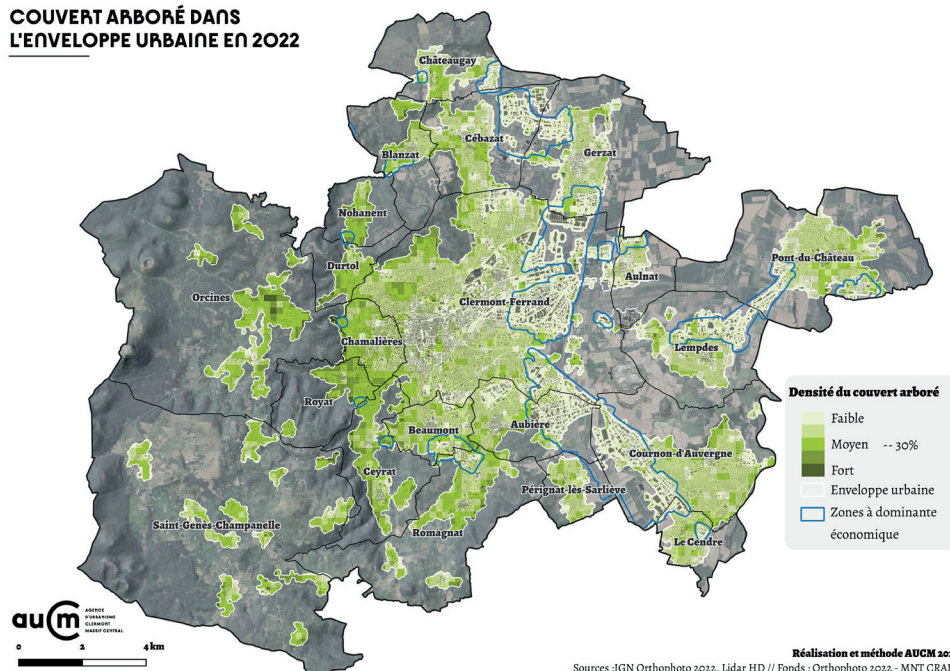 COUVERT ARBORÉ DANS
L'ENVELOPPE URBAINE EN 2022
Châteaugay
Cébazat
Blanzat
Gerzat
Nohanent
Durtol
Aulnat
Pont-du-Château
Orcines
Clermont-Ferrand
Chamalières
Lempdes
Royat
Beaumont
Aubière
Cournon-d'Auvergne
Ceyrat
Pérignat-lès-Sarliève
Saint-Genès-Champanelle
Romagnat
Le Cendre
Densité du couvert arboré
Faible
Moyen -- 30%
Fort
Enveloppe urbaine
Zones à dominante
économique
auCm
AGENCE
D'URBANISME
CLERMONT
MASSIF CENTRAL
0 2 4 km
Réalisation et méthode AUCM 20
Sources :IGN Orthophoto 2022, Lidar HD // Fonds : Orthophoto 2022 - MNT CRAI